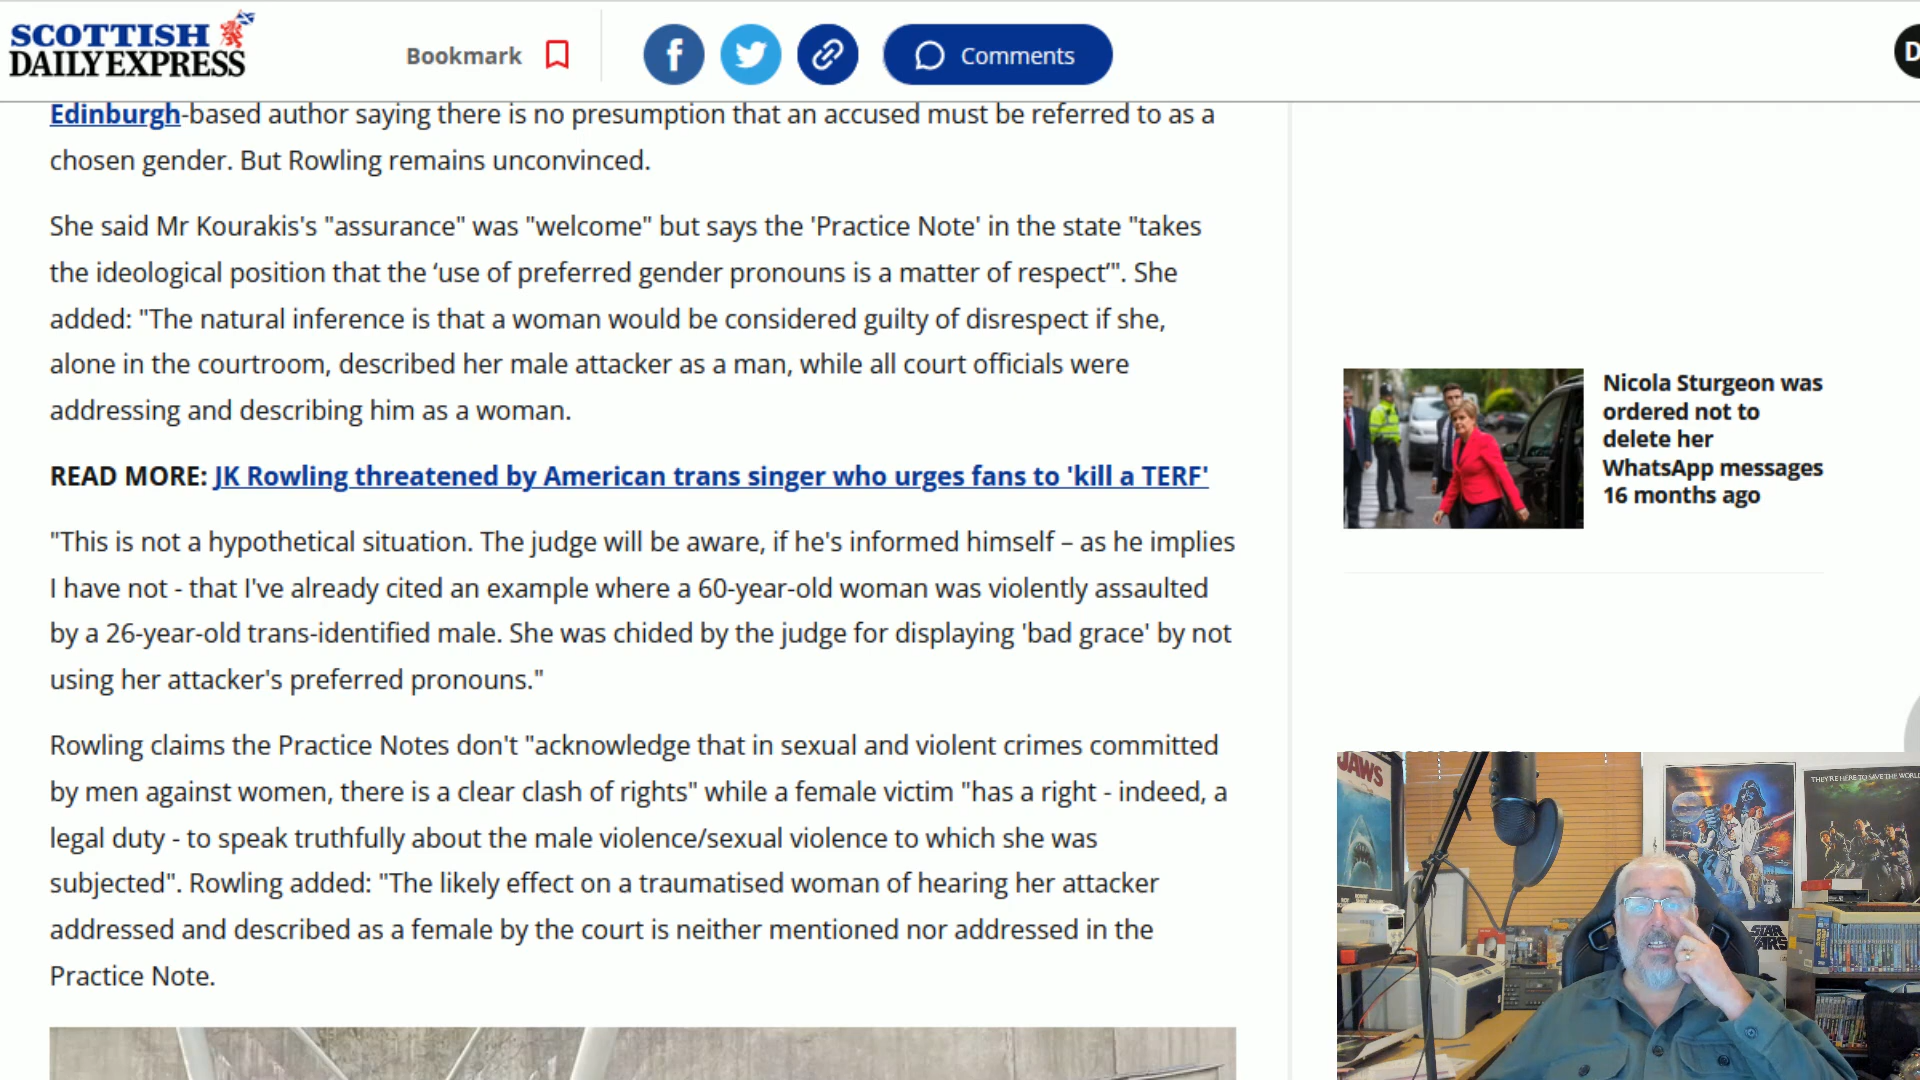 SCOTTISH
DAILY EXPRESS
Bookmark
Comments
D
Edinburgh-based author saying there is no presumption that an accused must be referred to as a
chosen gender. But Rowling remains unconvinced.
She said Mr Kourakis's "assurance" was "welcome" but says the 'Practice Note' in the state "takes
the ideological position that the ‘use of preferred gender pronouns is a matter of respect’". She
added: "The natural inference is that a woman would be considered guilty of disrespect if she,
alone in the courtroom, described her male attacker as a man, while all court officials were
addressing and describing him as a woman.
READ MORE: JK Rowling threatened by American trans singer who urges fans to 'kill a TERF'
"This is not a hypothetical situation. The judge will be aware, if he's informed himself – as he implies
I have not - that I've already cited an example where a 60-year-old woman was violently assaulted
by a 26-year-old trans-identified male. She was chided by the judge for displaying 'bad grace' by not
using her attacker's preferred pronouns."
Rowling claims the Practice Notes don't "acknowledge that in sexual and violent crimes committed
by men against women, there is a clear clash of rights" while a female victim "has a right - indeed, a
legal duty - to speak truthfully about the male violence/sexual violence to which she was
subjected". Rowling added: "The likely effect on a traumatised woman of hearing her attacker
addressed and described as a female by the court is neither mentioned nor addressed in the
Practice Note.
Nicola Sturgeon was
ordered not to
delete her
WhatsApp messages
16 months ago
JAWS
THEY'RE HERE TO SAVE THE WORLD
STAR
WARS